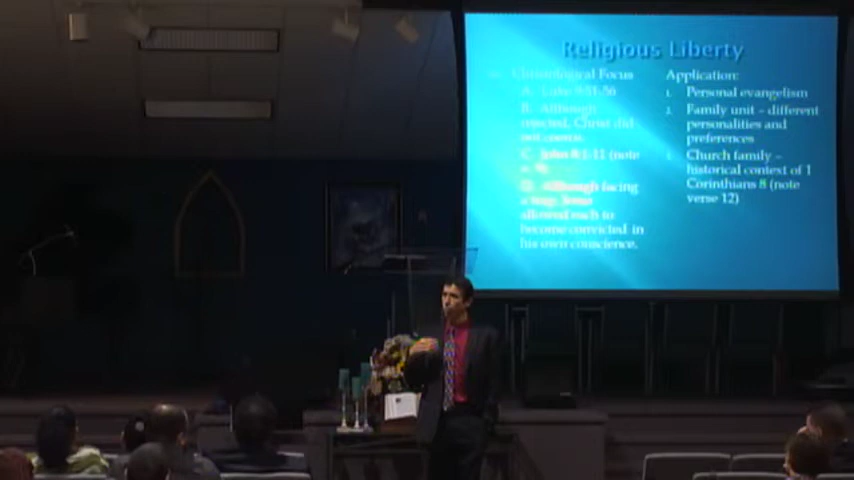 Religious Liberty
Christological Focus
A. Luke 9:51-56
B. Although
rejected, Christ did
not coerce.
C. John 8:1-11 (note
D. Although facing
a trap, Jesus
allowed each to
become convicted in
his own conscience.
Application:
1. Personal evangelism
2. Family unit – different
personalities and
preferences
Church family –
historical context of 1
Corinthians 8 (note
verse 12)